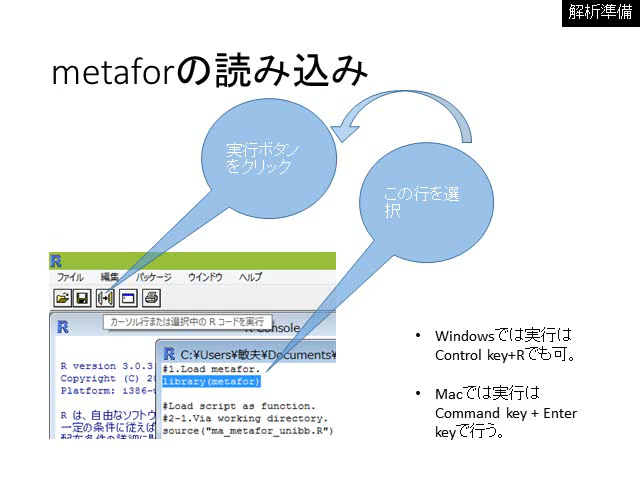 解析準備
metaforの読み込み
実行ボタン
をクリック
この行を選
択
R
ファイル 編集 パッケージ ウインドウ ヘルプ
カーソル行または選択中の R コードを実行
R Console
R version 3.0.3
Copyright (C) 20
Platform: i386-
R は、自由なソフトウ
一定の条件に従えば
C:\Users\敏夫\Documents\
#1.Load metafor.
library(metafor)
#Load script as function.
#2-1.Via working directory.
source("ma_metafor_unibb.R")
• Windowsでは実行は
Control key+Rでも可。
• Macでは実行は
Command key + Enter
keyで行う。